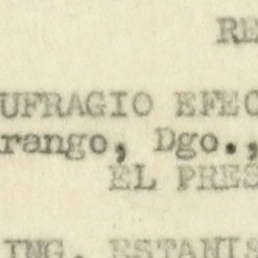 RE
UFRAGIO EFEC
rango, Dgo.,
EL PRES
ING. ESTANIS